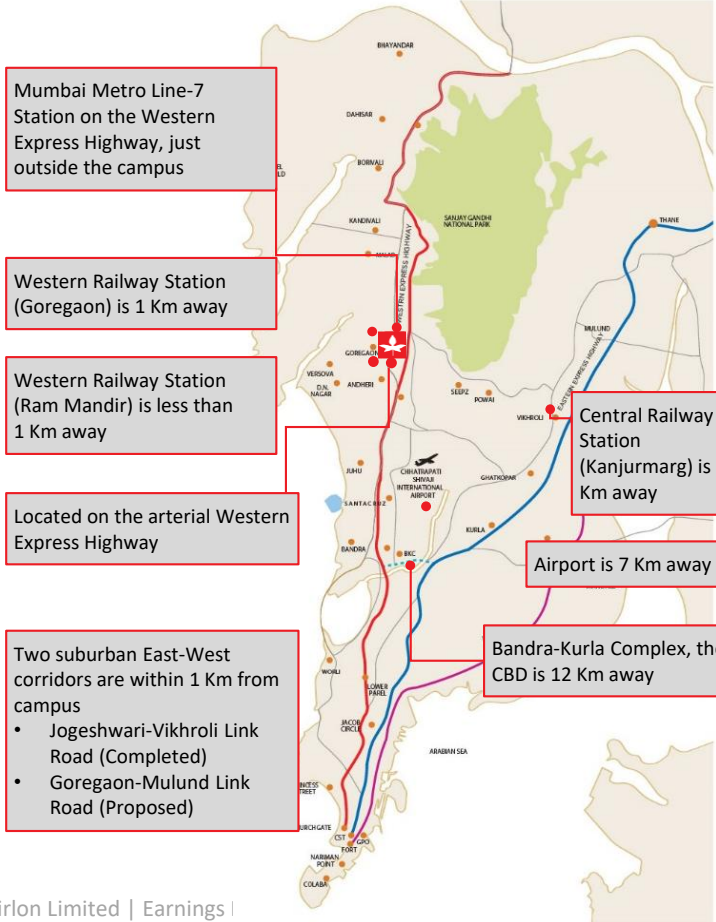 BHAYANDAR
Mumbai Metro Line-7
Station on the Western
Express Highway, just
outside the campus
DAHISAR
BORIVALI
KANDIVALI
SANJAY GANDHI
NATIONAL PARK
THANE
WESTERN EXPRESS HIGHWAY
Western Railway Station
(Goregaon) is 1 Km away
GOREGAON
MULUND
EASTERN EXPRESS HIGHWAY
Western Railway Station
(Ram Mandir) is less than
1 Km away
VERSOVA
D.N.
NAGAR
ANDHERI
SEEPZ
POWAI
VIKHROLI
Central Railway
Station
(Kanjurmarg) is
Km away
JUHU
CHHATRAPATI
SHIVAJI
INTERNATIONAL
AIRPORT
GHATKOPAR
Located on the arterial Western
Express Highway
SANTACRUZ
KURLA
BANDRA
BKC
Airport is 7 Km away
Bandra-Kurla Complex, the
CBD is 12 Km away
Two suburban East-West
corridors are within 1 Km from
campus
• Jogeshwari-Vikhroli Link
Road (Completed)
• Goregaon-Mulund Link
Road (Proposed)
WORLI
LOWER
PAREL
JACOB
CIRCLE
ARABIAN SEA
CST
FORT
GPO
NARIMAN
POINT
COLABA
irlon Limited | Earnings